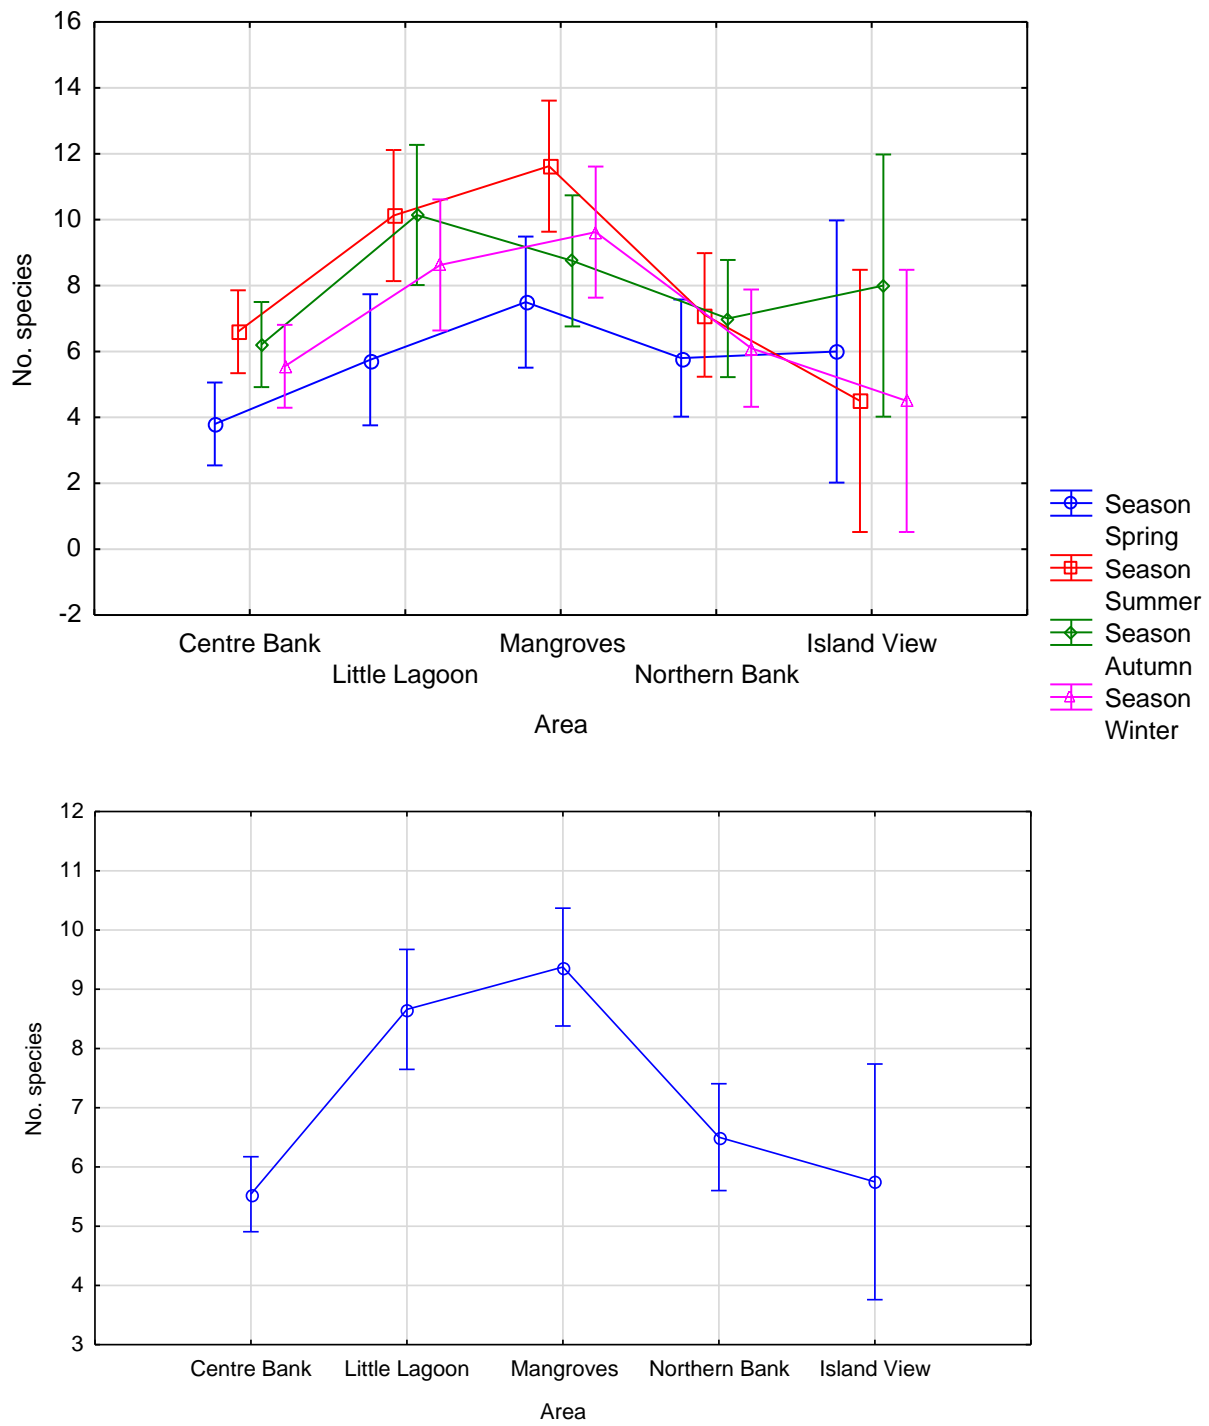 16
14
12
10
8
6
4
2
0
-2
No. species
Centre Bank
Mangroves
Island View
Little Lagoon
Northern Bank
Area
Season
Spring
Season
Summer
Season
Autumn
Season
Winter
12
11
10
9
8
7
6
5
4
3
No. species
Centre Bank
Little Lagoon
Mangroves
Northern Bank
Island View
Area